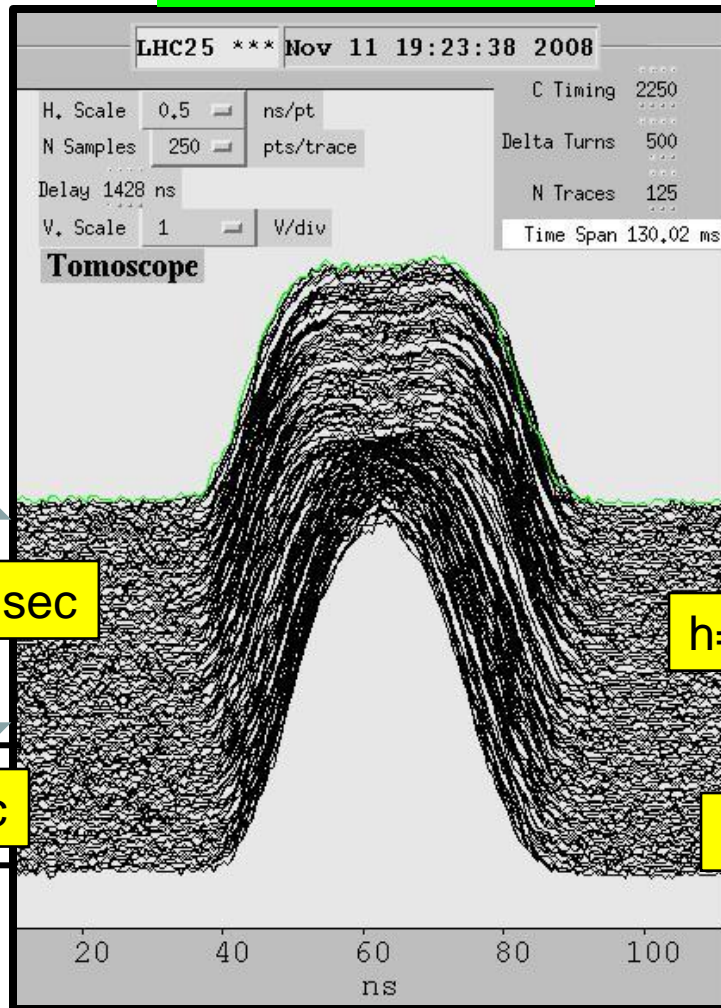 LHC25 *** Nov 11 19:23:38 2008
H. Scale 0.5 ns/pt
N Samples 250 pts/trace
Delay 1428 ns
V. Scale 1 V/div
C Timing 2250
Delta Turns 500
N Traces 125
Time Span 130.02 ms
Tomoscope
sec
h=
c
20 40 60 80 100
ns